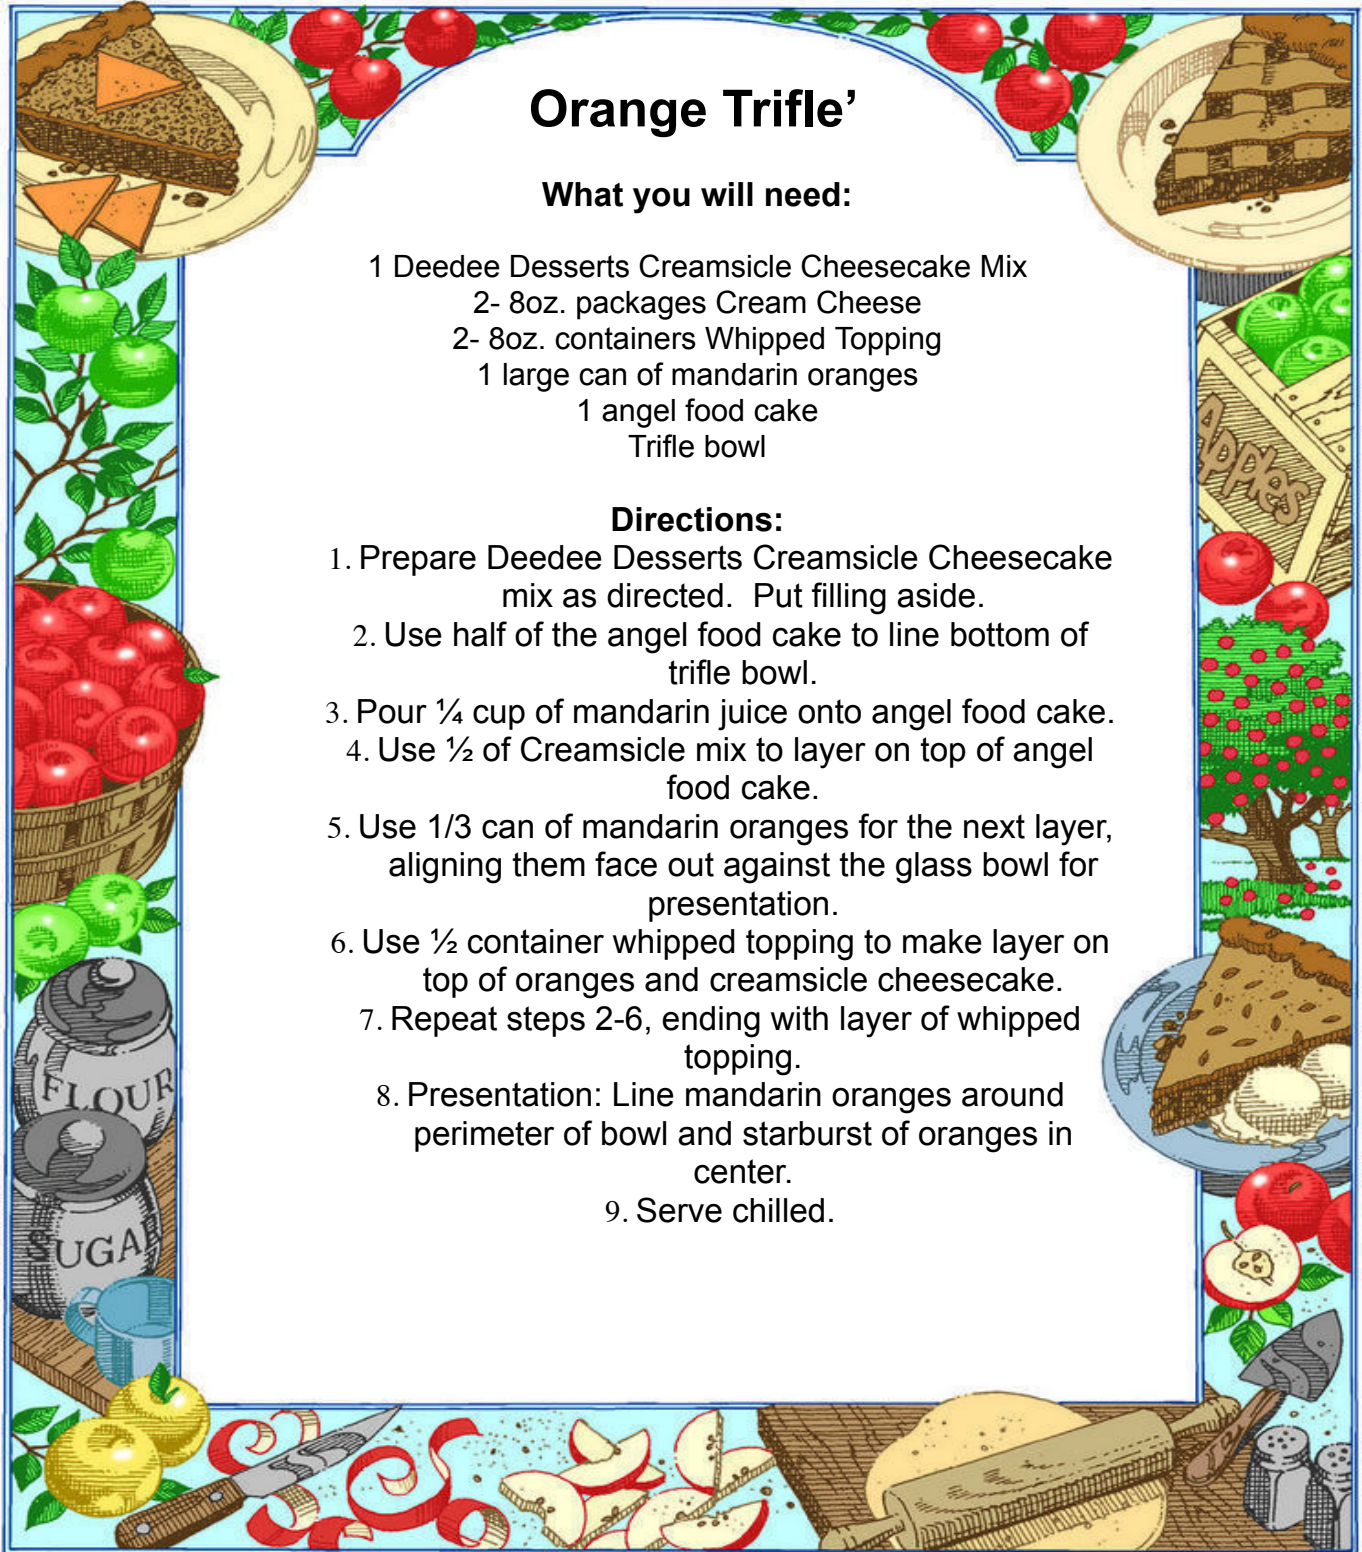 Orange Trifle’
What you will need:
1 Deedee Desserts Creamsicle Cheesecake Mix
2- 8oz. packages Cream Cheese
2- 8oz. containers Whipped Topping
1 large can of mandarin oranges
1 angel food cake
Trifle bowl
Directions:
1. Prepare Deedee Desserts Creamsicle Cheesecake
mix as directed.  Put filling aside.
2. Use half of the angel food cake to line bottom of
trifle bowl.
3. Pour ¼ cup of mandarin juice onto angel food cake.
4. Use ½ of Creamsicle mix to layer on top of angel
food cake.
5. Use 1/3 can of mandarin oranges for the next layer,
aligning them face out against the glass bowl for
presentation.
6. Use ½ container whipped topping to make layer on
top of oranges and creamsicle cheesecake.
7. Repeat steps 2-6, ending with layer of whipped
topping.
8. Presentation: Line mandarin oranges around
perimeter of bowl and starburst of oranges in
center.
9. Serve chilled.
Apples
FLOUR
SUGAR